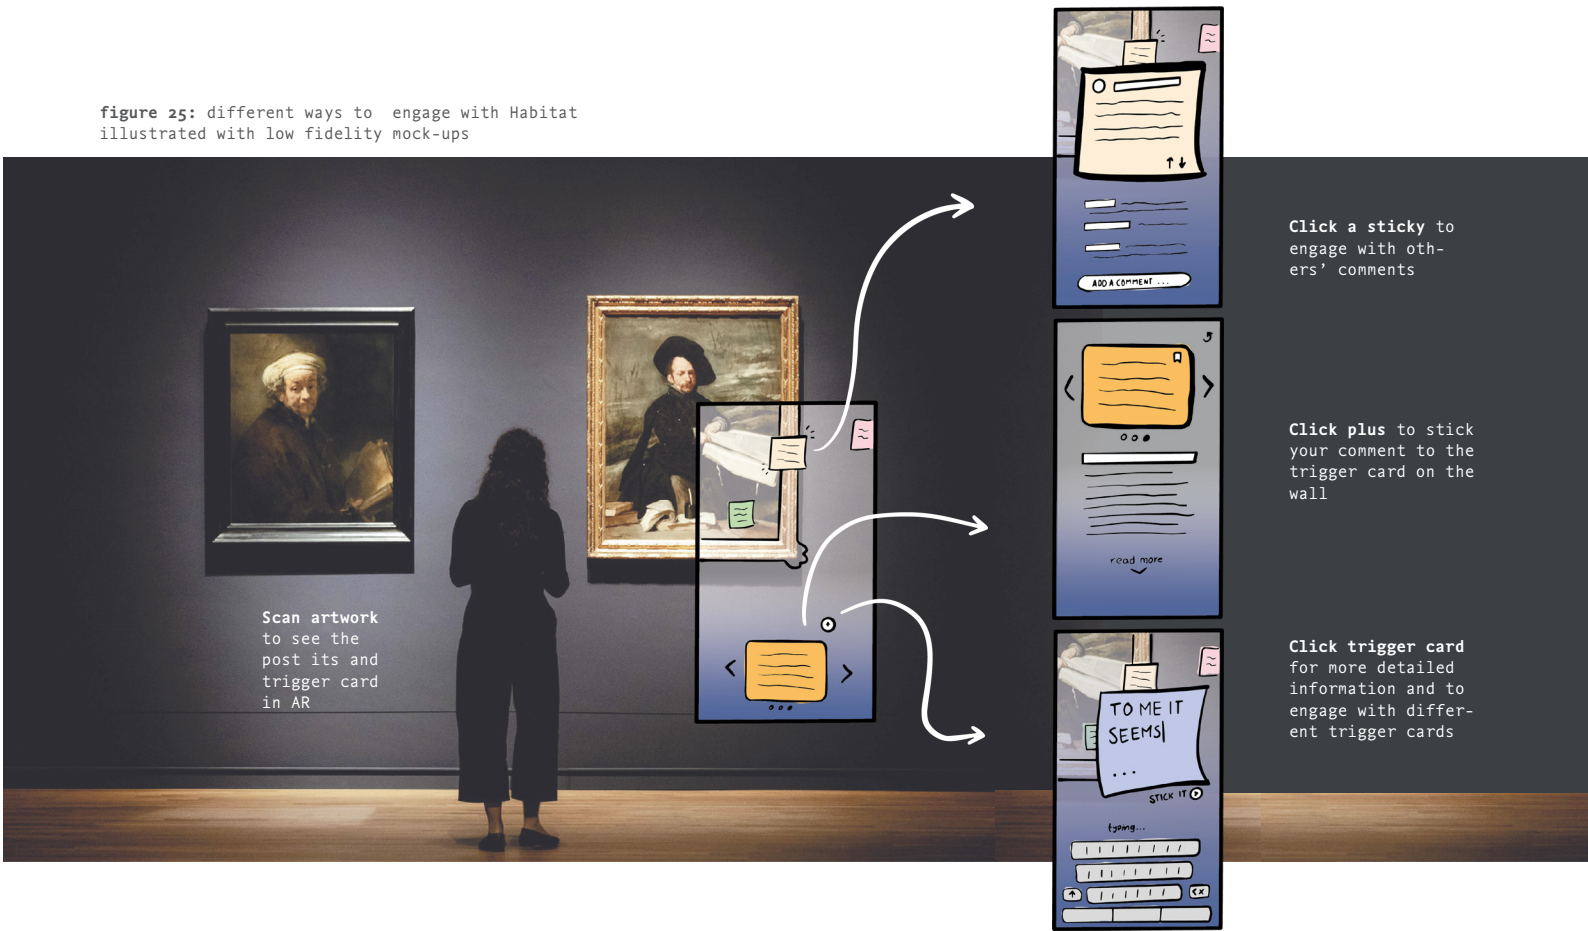 figure 25: different ways to engage with Habitat
illustrated with low fidelity mock-ups
Scan artwork
to see the
post its and
trigger card
in AR
ADD A COMMENT ...
Click a sticky to
engage with oth-
ers’ comments
read more
Click plus to stick
your comment to the
trigger card on the
wall
TO ME IT
SEEMS
...
STICK IT
typing...
Click trigger card
for more detailed
information and to
engage with differ-
ent trigger cards